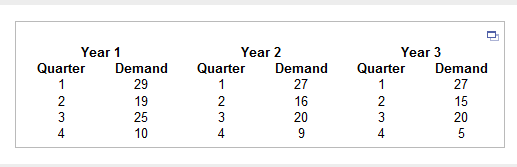 Year 1 Year 2 Year 3
Quarter Demand Quarter Demand Quarter Demand
1 29 1 27 1 27
2 19 2 16 2 15
3 25 3 20 3 20
4 10 4 9 4 5